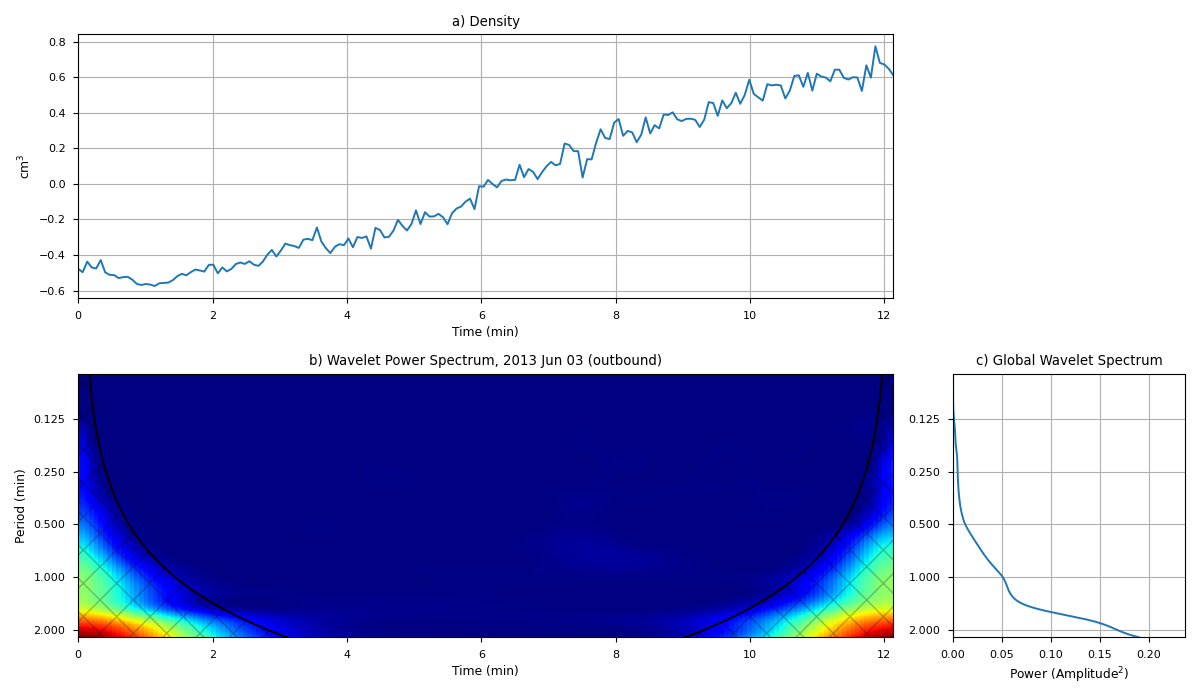 a) Density
cm³
0.8
0.6
0.4
0.2
0.0
−0.2
−0.4
−0.6
0 2 4 6 8 10 12
Time (min)
b) Wavelet Power Spectrum, 2013 Jun 03 (outbound)
Period (min)
0.125
0.250
0.500
1.000
2.000
0 2 4 6 8 10 12
Time (min)
c) Global Wavelet Spectrum
0.125
0.250
0.500
1.000
2.000
0.00 0.05 0.10 0.15 0.20
Power (Amplitude²)